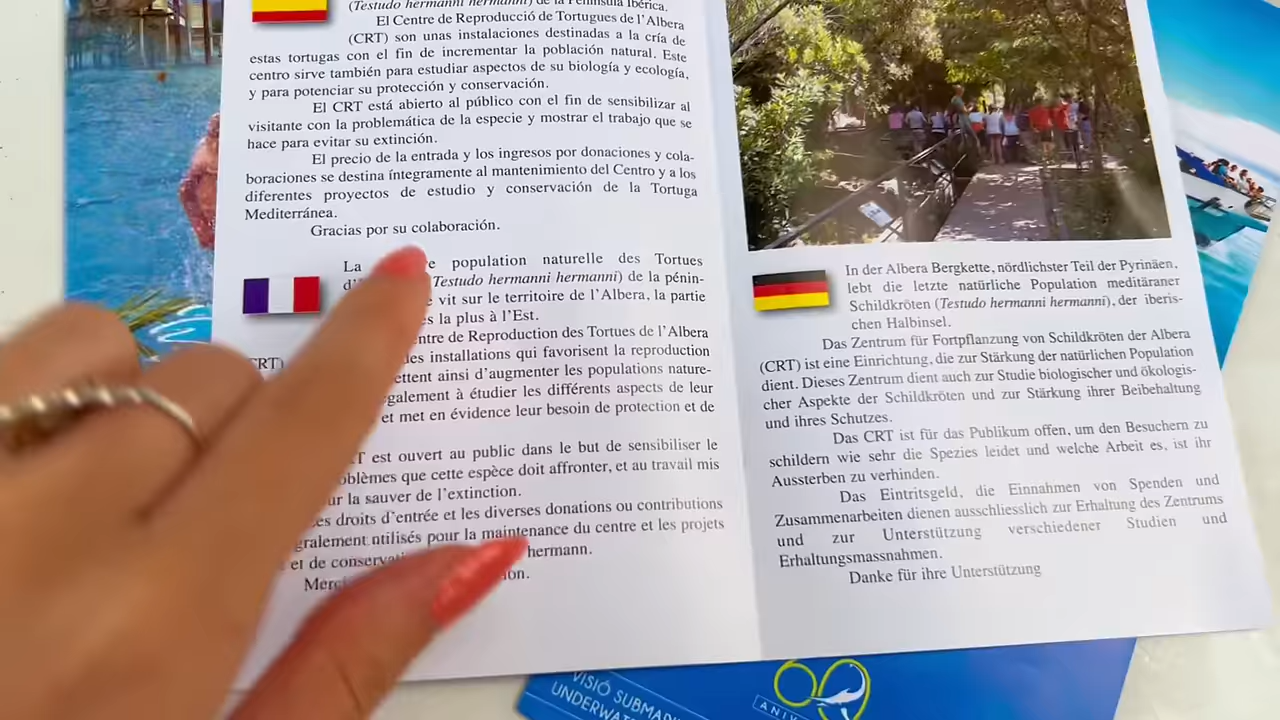 (Testudo hermanni hermanni) de la Península Ibérica.
El Centre de Reproducció de Tortugues de l'Albera
(CRT) son unas instalaciones destinadas a la cría de
estas tortugas con el fin de incrementar la población natural. Este
centro sirve también para estudiar aspectos de su biología y ecología,
y para potenciar su protección y conservación.
El CRT está abierto al público con el fin de sensibilizar al
visitante con la problemática de la especie y mostrar el trabajo que se
hace para evitar su extinción.
El precio de la entrada y los ingresos por donaciones y cola-
boraciones se destina íntegramente al mantenimiento del Centro y a los
diferentes proyectos de estudio y conservación de la Tortuga
Mediterránea.
Gracias por su colaboración.
La population naturelle des Tortues
Testudo hermanni hermanni) de la pénin-
vit sur le territoire de l'Albera, la partie
la plus à l'Est.
de Reproduction des Tortues de l'Albera
CRT) des installations qui favorisent la reproduction
ainsi d'augmenter les populations nature-
également à étudier les différents aspects de leur
et met en évidence leur besoin de protection et de
est ouvert au public dans le but de sensibiliser le
que cette espèce doit affronter, et au travail mis
la sauver de l'extinction.
droits d'entrée et les diverses donations ou contributions
utilisés pour la maintenance du centre et les projets
et de hermann.
In der Albera Bergkette, nördlichster Teil der Pyrinäen,
lebt die letzte natürliche Population meditäraner
Schildkröten (Testudo hermanni hermanni), der iberis-
chen Halbinsel.
Das Zentrum für Fortpflanzung von Schildkröten der Albera
(CRT) ist eine Einrichtung, die zur Stärkung der natürlichen Population
dient. Dieses Zentrum dient auch zur Studie biologischer und ökologis-
cher Aspekte der Schildkröten und zur Stärkung ihrer Beibehaltung
und ihres Schutzes.
Das CRT ist für das Publikum offen, um den Besuchern zu
schildern wie sehr die Spezies leidet und welche Arbeit es, ist ihr
Aussterben zu verhinden.
Das Eintritsgeld, die Einnahmen von Spenden und
Zusammenarbeiten dienen ausschliesslich zur Erhaltung des Zentrums
und zur Unterstützung verschiedener Studien und
Erhaltungsmassnahmen.
Danke für ihre Unterstützung
VISIÓ